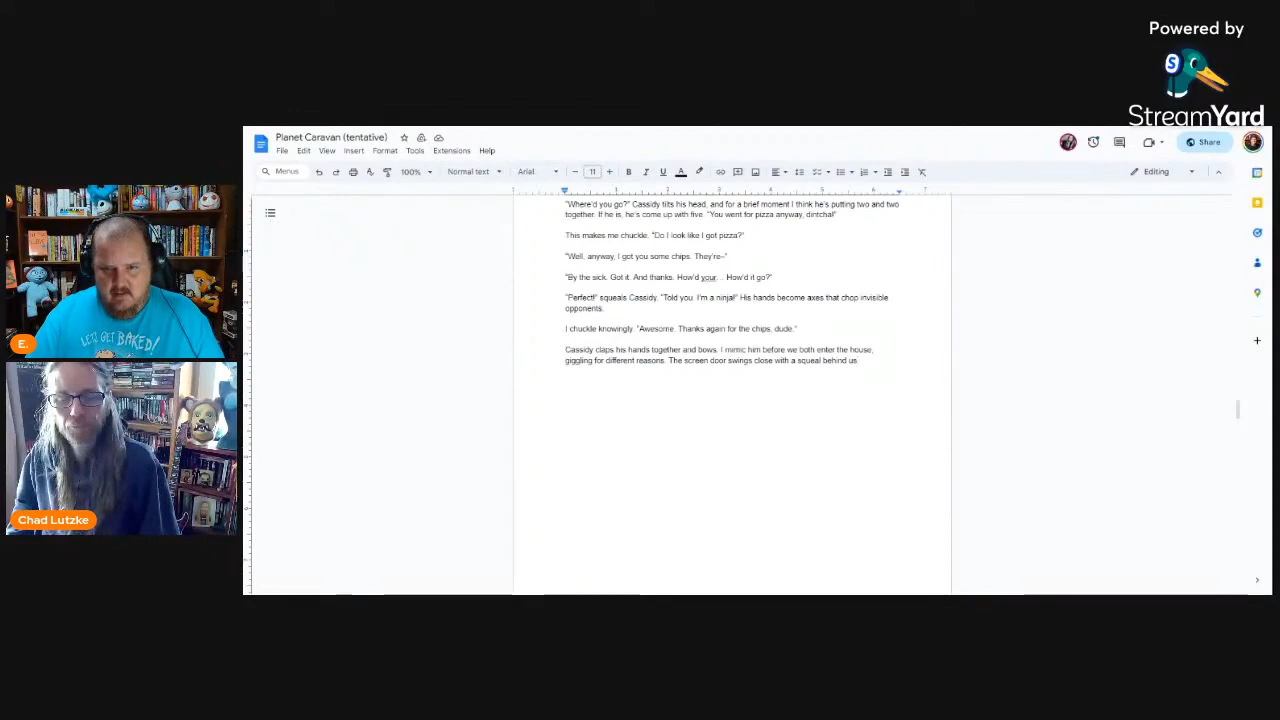 Powered by
S
StreamYard
Planet Caravan (tentative)
File Edit View Insert Format Tools Extensions Help
Share
Menus
100%
Normal text
Arial
11
Editing
"Where'd you go?" Cassidy tilts his head, and for a brief moment I think he's putting two and two
together. If he is, he's come up with five. "You went for pizza anyway, dintcha!"
This makes me chuckle. "Do I look like I got pizza?"
"Well, anyway, I got you some chips. They're–"
"By the sick. Got it. And thanks. How'd your... How'd it go?"
"Perfect!" squeals Cassidy. "Told you. I'm a ninja!" His hands become axes that chop invisible
opponents.
I chuckle knowingly. "Awesome. Thanks again for the chips, dude."
Cassidy claps his hands together and bows. I mimic him before we both enter the house,
giggling for different reasons. The screen door swings close with a squeal behind us
LET'S GET BAKED!
E.
Chad Lutzke